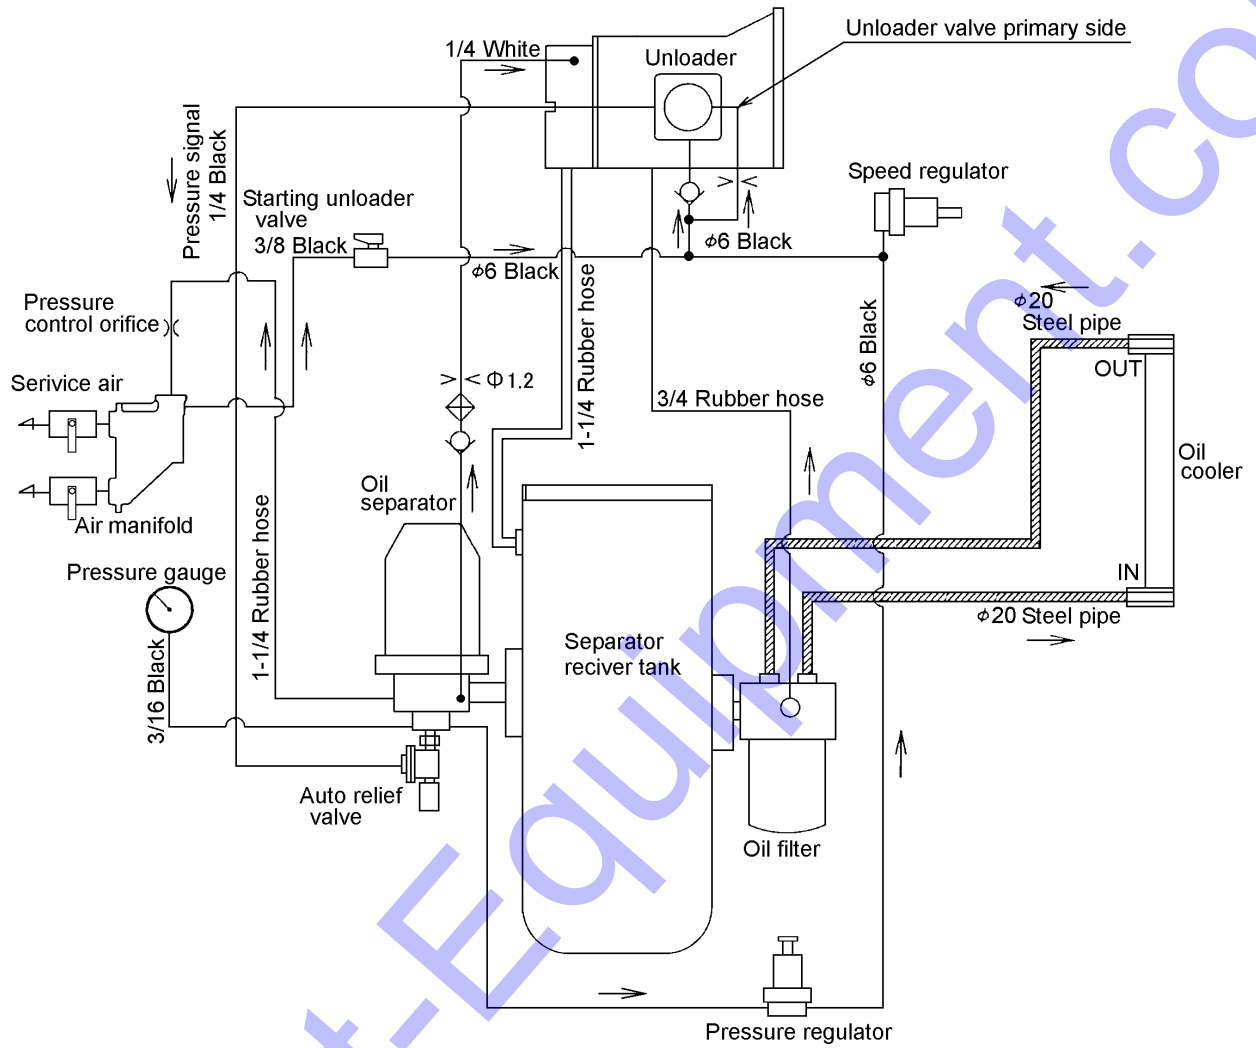 1/4 White
Unloader
Unloader valve primary side
Pressure signal
1/4 Black
Starting unloader
valve
3/8 Black
Speed regulator
ϕ6 Black
ϕ6 Black
Pressure
control orifice
1-1/4 Rubber hose
ϕ6 Black
ϕ20
Steel pipe
OUT
Serivice air
Φ1.2
3/4 Rubber hose
Oil
cooler
Air manifold
Oil
separator
1-1/4 Rubber hose
Pressure gauge
IN
ϕ20 Steel pipe
3/16 Black
Separator
reciver tank
Auto relief
valve
Oil filter
Pressure regulator
t-Equipment.co